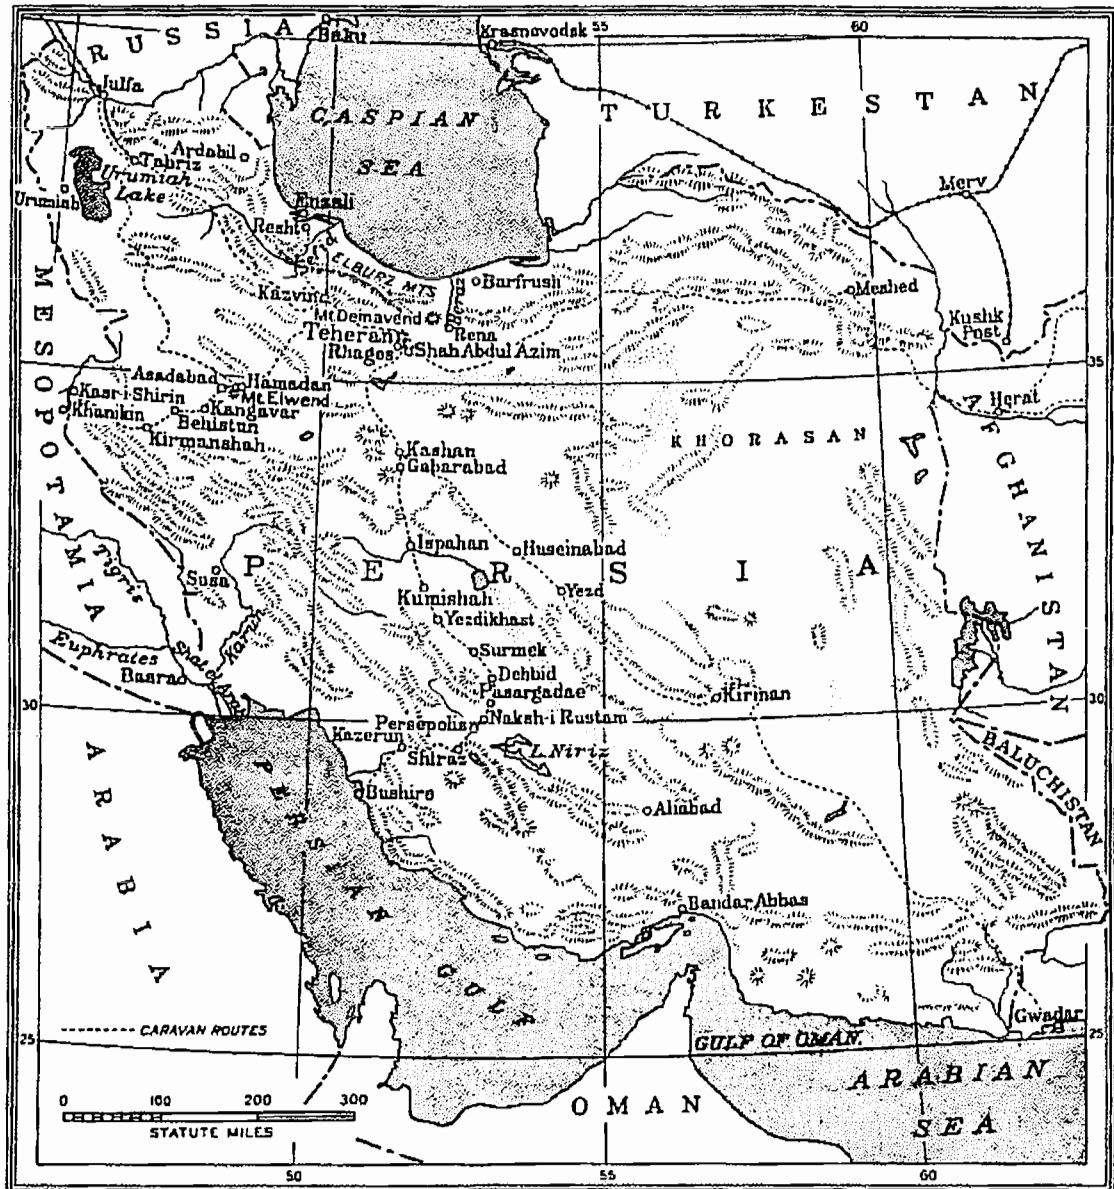 55
60
RUSSIA
Baku
Krasnovodsk
Julfa
CASPIAN
SEA
TURKESTAN
Ardabil
Tabriz
Urumiah
Lake
Urumiah
Merv
Enzali
Resht
Sefid
ELBURZ MTS
Barfrush
Meshed
Kazvin
Mt Demavend
Heraz
Rena
Teheran
Rhages
Shah Abdul Azim
Kushk
Post
35
MESOPOTAMIA
Asadabad
Hamadan
Mt Elwend
Kasr-i-Shirin
Kangavar
Khanikin
Behistun
Kirmanshah
Herat
AFGHANISTAN
KHORASAN
Kashan
Gabarabad
Ispahan
Huseinabad
Tigris
Susa
PERSIA
Kumishah
Yezd
Yezdikhast
Karun
Euphrates
Shat el Arab
Basra
Surmek
Dehbid
Pasargadae
Kirman
30
30
Persepolis
Naksh-i Rustam
Kazerun
Shiraz
L. Niriz
BALUCHISTAN
ARABIA
Bushire
Aliabad
PERSIAN GULF
Bandar Abbas
CARAVAN ROUTES
Gwadar
25
25
GULF OF OMAN.
ARABIAN
SEA
0 100 200 300
STATUTE MILES
OMAN
50
55
60